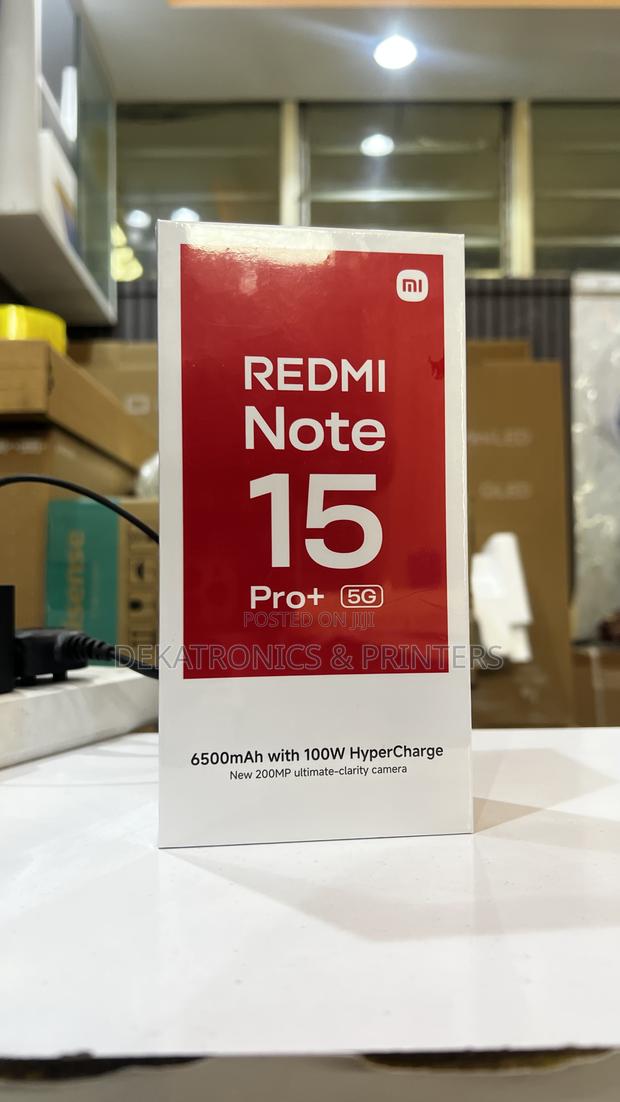 mi
REDMI
Note
15
Pro+ 5G
POSTED ON JIJI
DEKATRONICS & PRINTERS
6500mAh with 100W HyperCharge
New 200MP ultimate-clarity camera